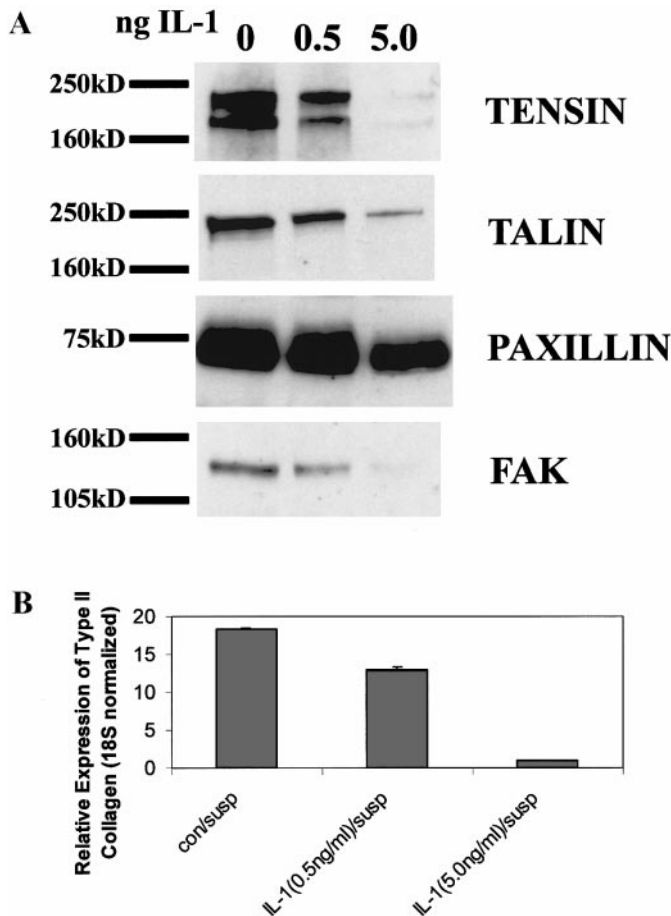 A
ng IL-1 0 0.5 5.0
250kD
160kD
TENSIN
250kD
160kD
TALIN
75kD
PAXILLIN
160kD
105kD
FAK
B
Relative Expression of Type II
Collagen (18S normalized)
20
15
10
5
0
con/susp
IL-1(0.5ng/ml)/susp
IL-1(5.0ng/ml)/susp